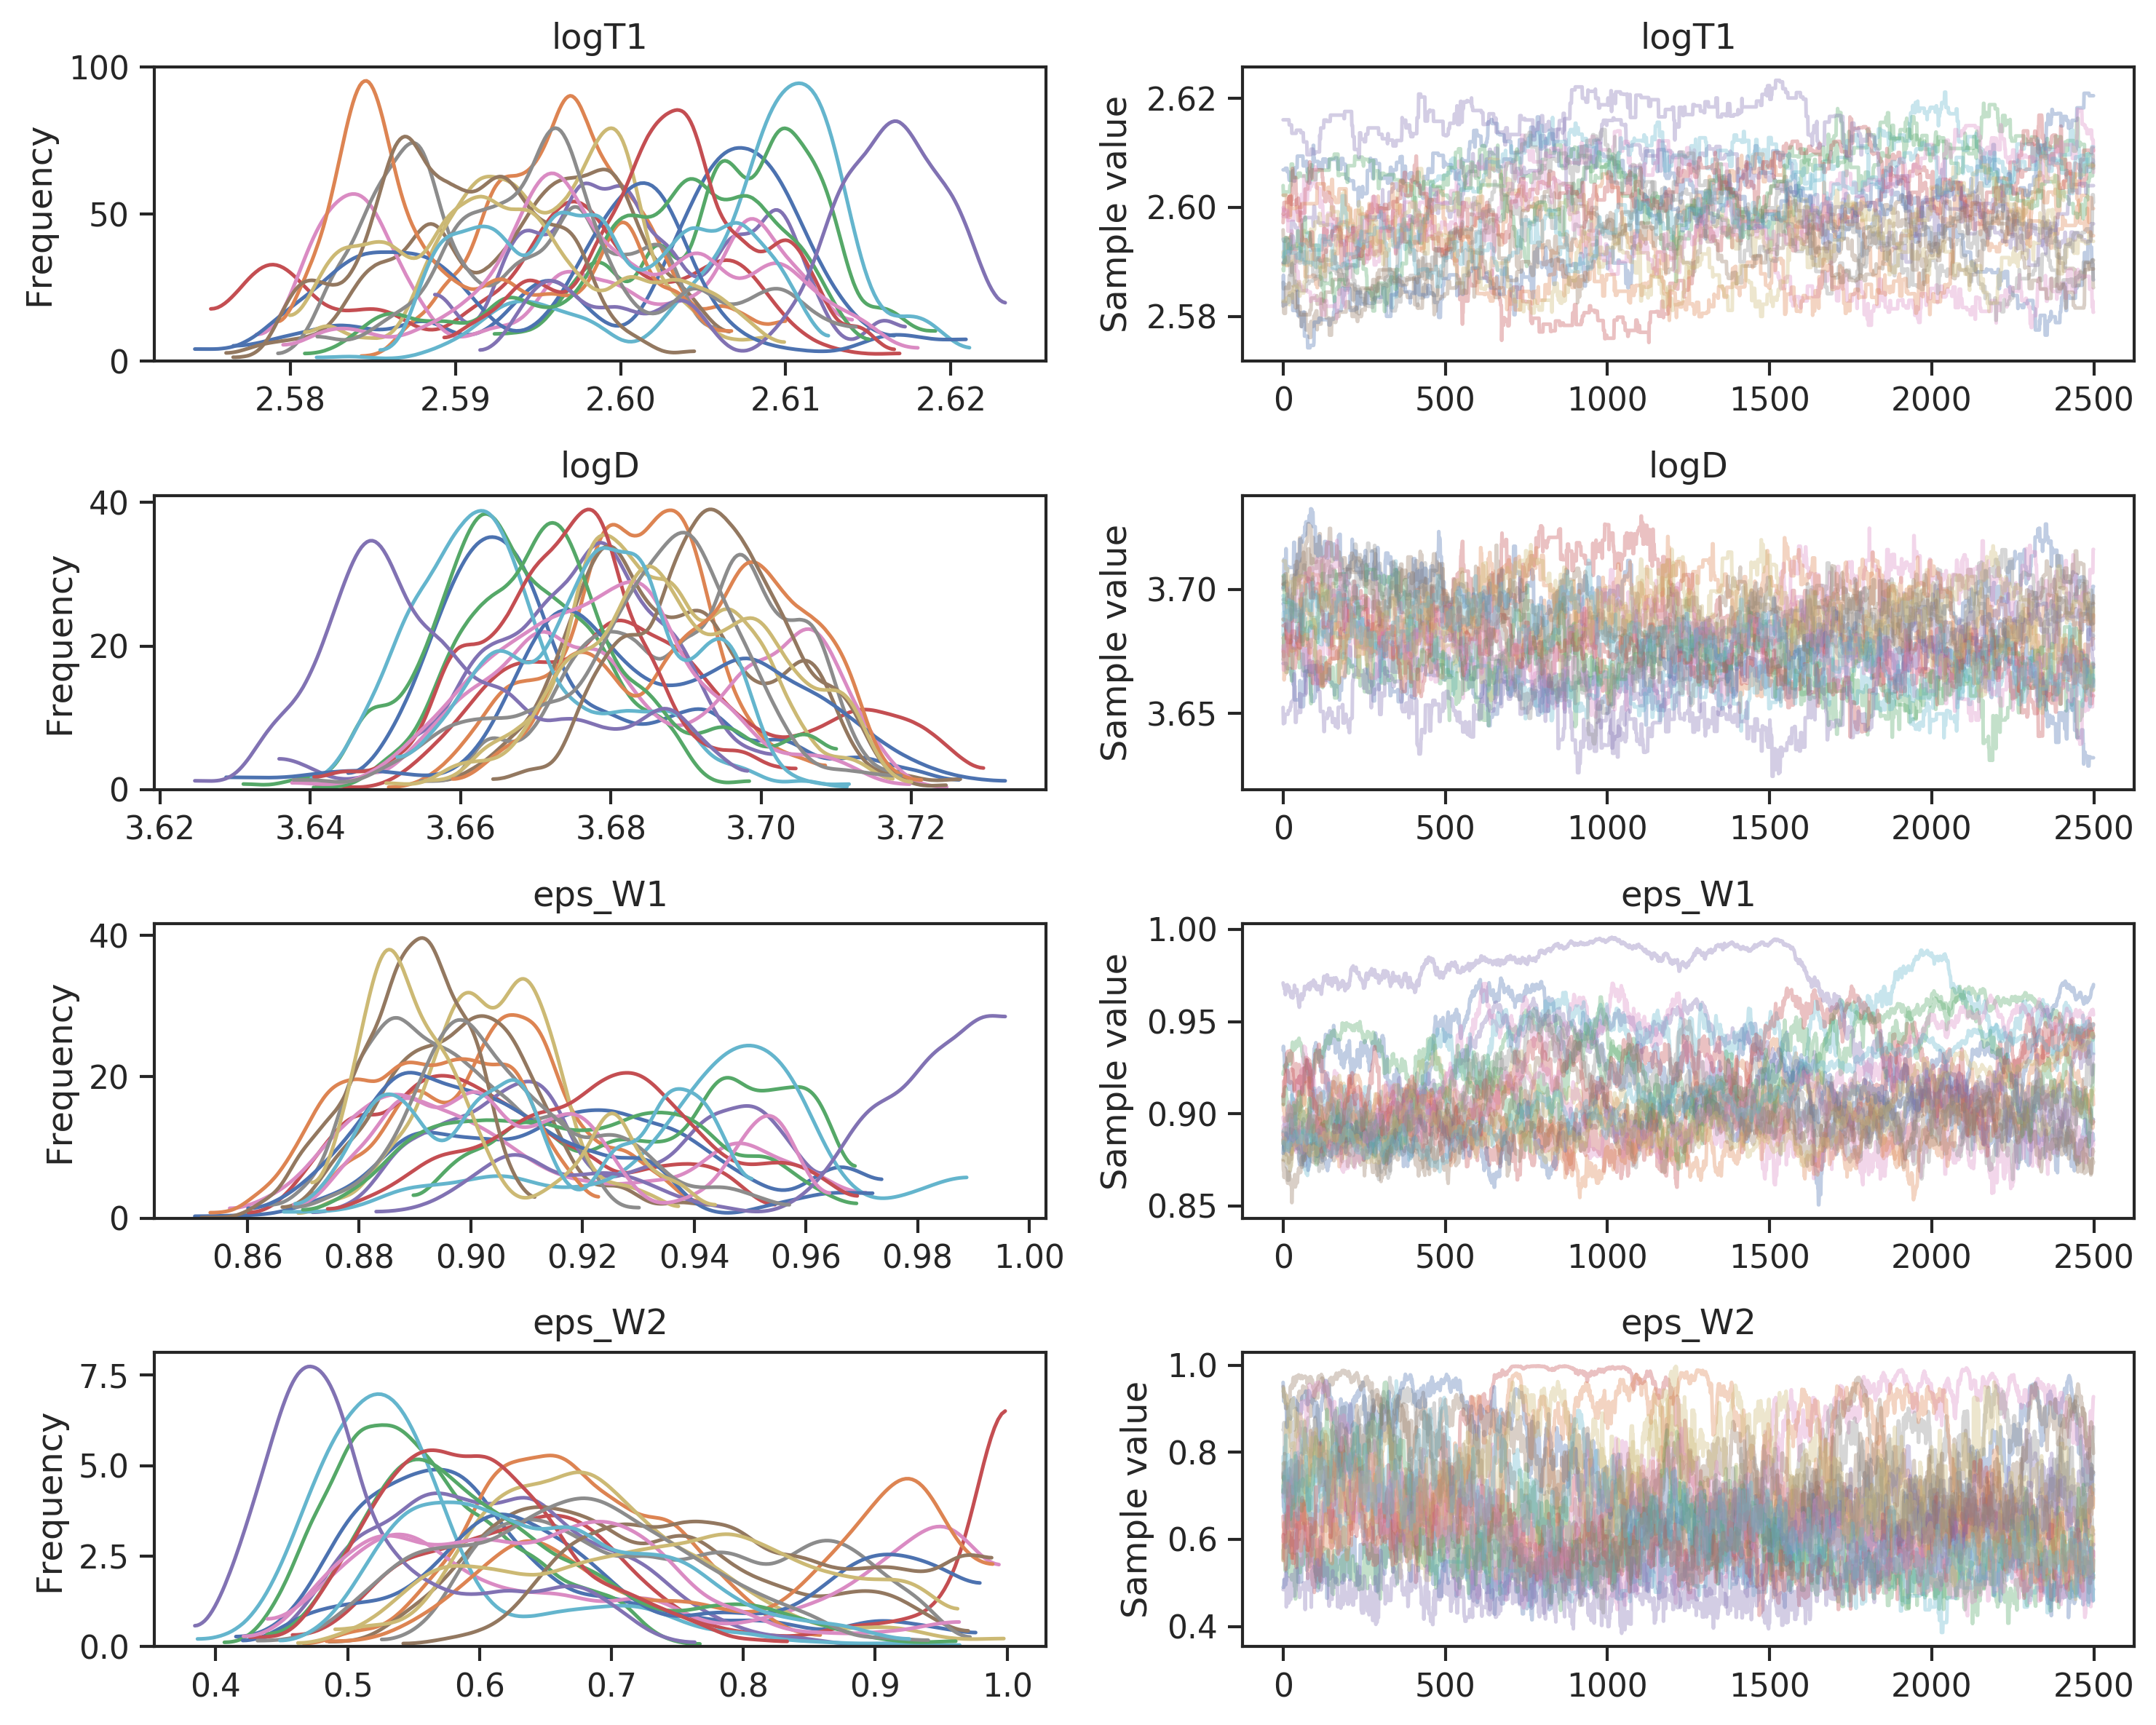 logT1
Frequency
100
50
0
2.58 2.59 2.60 2.61 2.62
logT1
Sample value
2.62
2.60
2.58
0 500 1000 1500 2000 2500
logD
Frequency
40
20
0
3.62 3.64 3.66 3.68 3.70 3.72
logD
Sample value
3.70
3.65
0 500 1000 1500 2000 2500
eps_W1
Frequency
40
20
0
0.86 0.88 0.90 0.92 0.94 0.96 0.98 1.00
eps_W1
Sample value
1.00
0.95
0.90
0.85
0 500 1000 1500 2000 2500
eps_W2
Frequency
7.5
5.0
2.5
0.0
0.4 0.5 0.6 0.7 0.8 0.9 1.0
eps_W2
Sample value
1.0
0.8
0.6
0.4
0 500 1000 1500 2000 2500